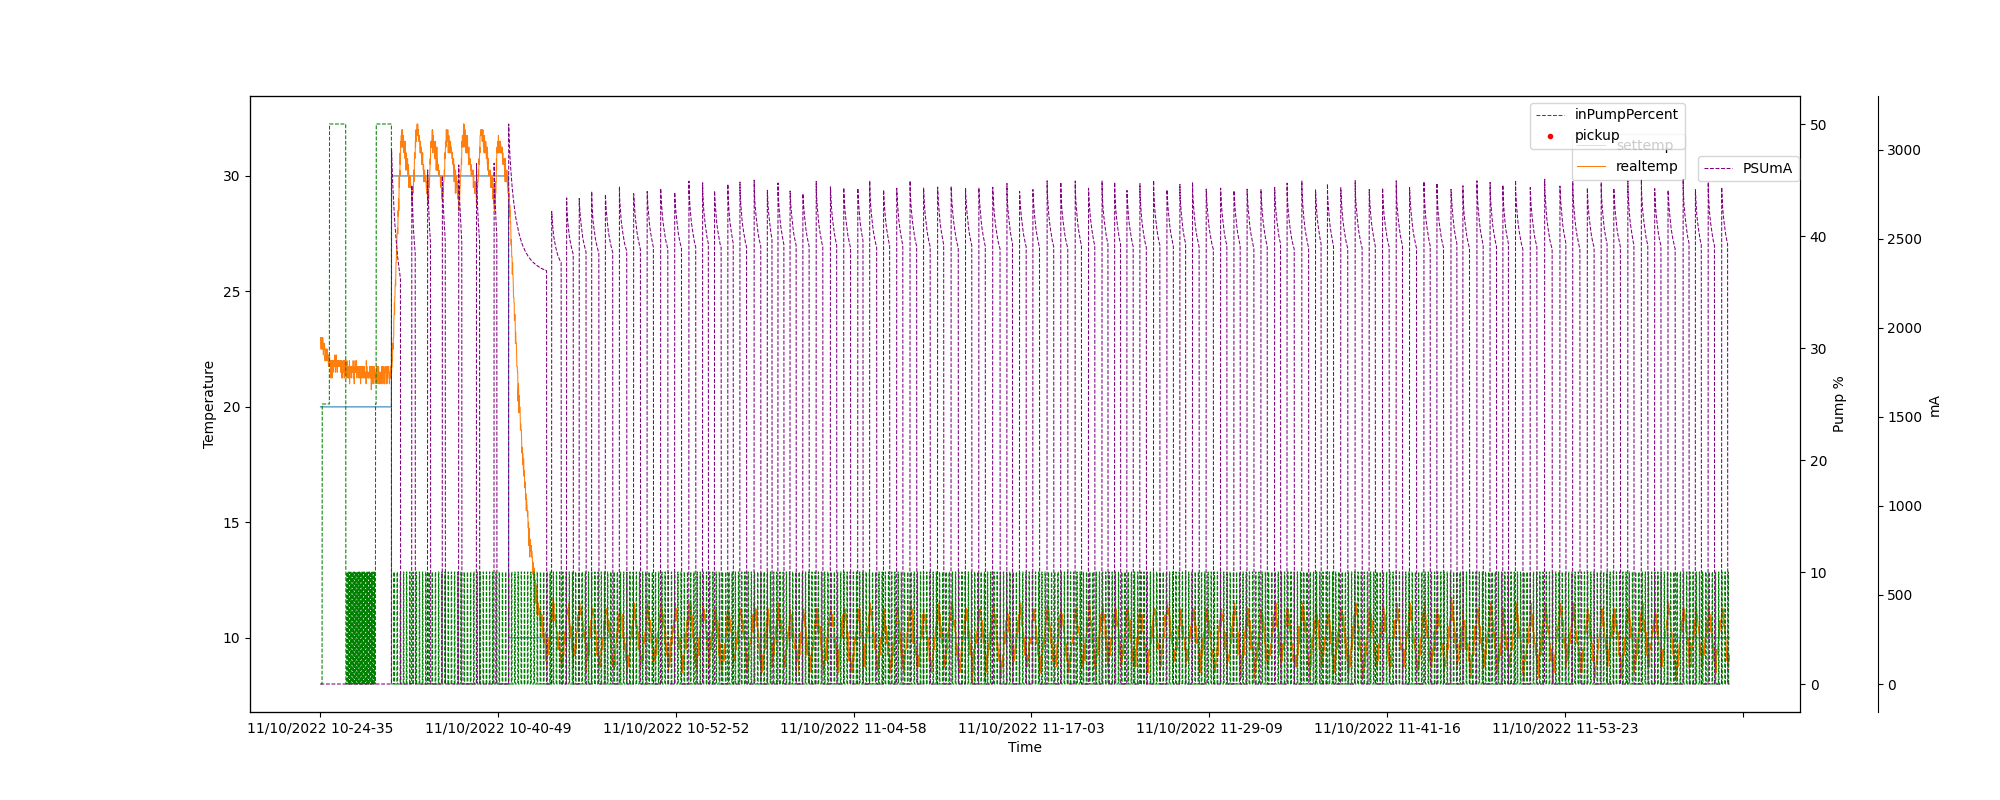 inPumpPercent
pickup
settemp
realtemp
PSUmA
30
25
20
15
10
Temperature
50
40
30
20
10
0
Pump %
3000
2500
2000
1500
1000
500
0
mA
11/10/2022 10-24-35
11/10/2022 10-40-49
11/10/2022 10-52-52
11/10/2022 11-04-58
11/10/2022 11-17-03
11/10/2022 11-29-09
11/10/2022 11-41-16
11/10/2022 11-53-23
Time